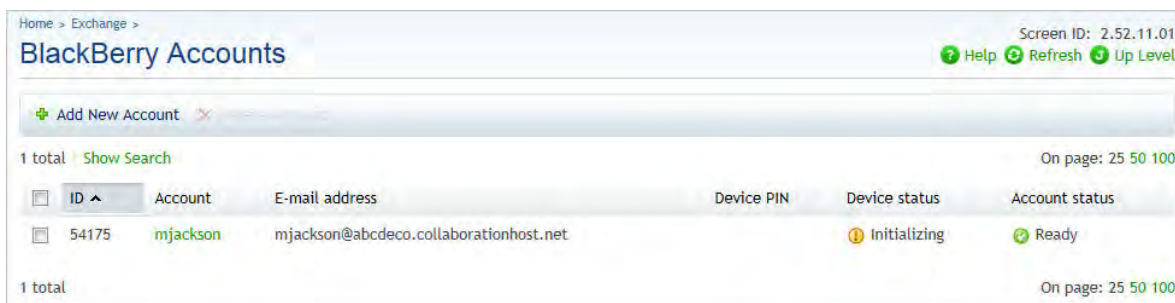 Home > Exchange >
BlackBerry Accounts
Screen ID: 2.52.11.01
Help Refresh Up Level
Add New Account
1 total Show Search On page: 25 50 100
ID Account E-mail address Device PIN Device status Account status
54175 mjackson mjackson@abcdeco.collaborationhost.net Initializing Ready
1 total On page: 25 50 100